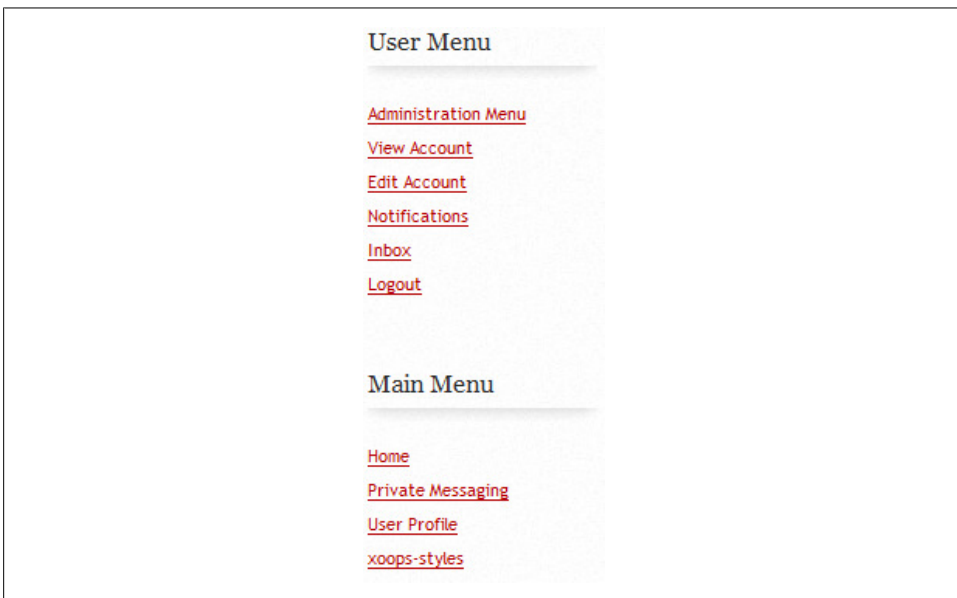 User Menu
Administration Menu
View Account
Edit Account
Notifications
Inbox
Logout
Main Menu
Home
Private Messaging
User Profile
xoops-styles